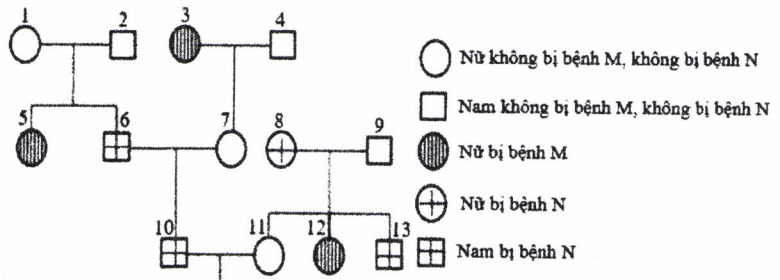 1 2 3 4
5 6 7 8 9
10 11 12 13
Nữ không bị bệnh M, không bị bệnh N
Nam không bị bệnh M, không bị bệnh N
Nữ bị bệnh M
Nữ bị bệnh N
Nam bị bệnh N